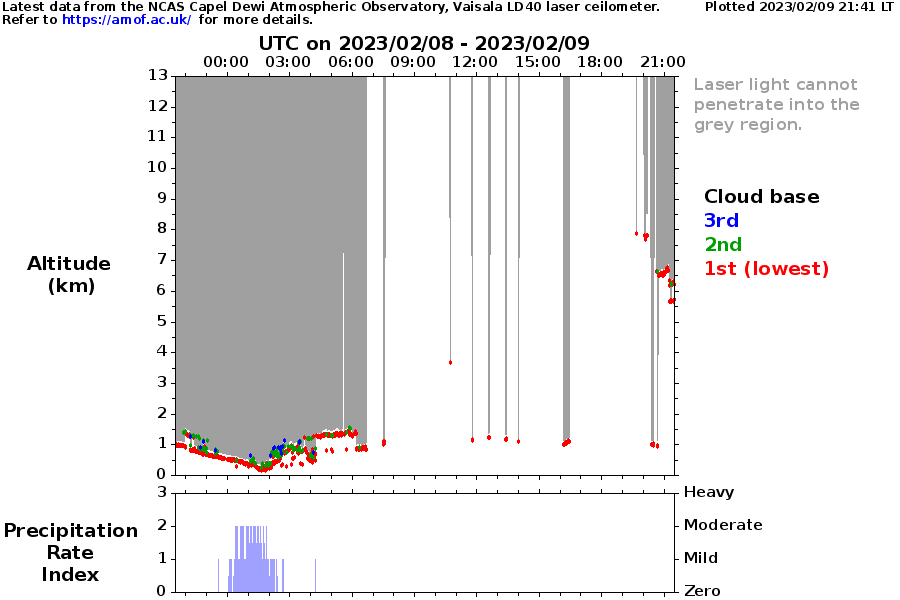 Latest data from the NCAS Capel Dewi Atmospheric Observatory, Vaisala LD40 laser ceilometer. Plotted 2023/02/09 21:41 LT
Refer to https://amof.ac.uk/ for more details.
UTC on 2023/02/08 - 2023/02/09
00:00 03:00 06:00 09:00 12:00 15:00 18:00 21:00
13
12
11
10
9
8
7
6
5
4
3
2
1
0
Altitude
(km)
Laser light cannot
penetrate into the
grey region.
Cloud base
3rd
2nd
1st (lowest)
3 Heavy
2 Moderate
1 Mild
0 Zero
Precipitation
Rate
Index